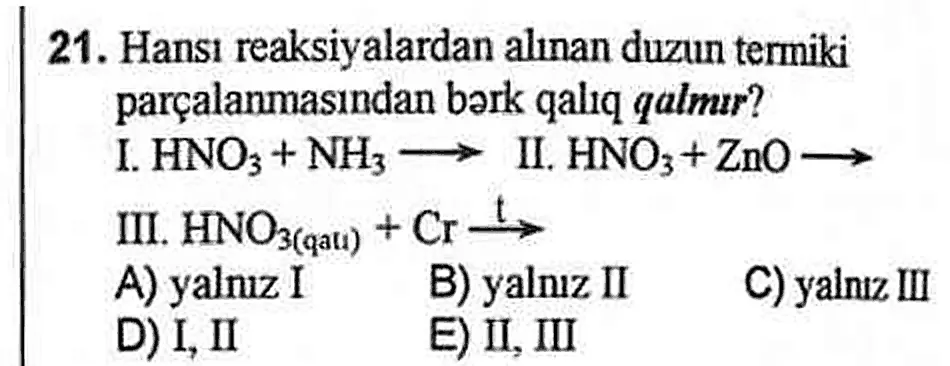 21. Hansı reaksiyalardan alınan duzun termiki
parçalanmasından bərk qalıq qalmır?
I. HNO₃ + NH₃ ⟶ II. HNO₃ + ZnO ⟶
III. HNO₃₍qatı₎ + Cr —t→
A) yalnız I B) yalnız II C) yalnız III
D) I, II E) II, III